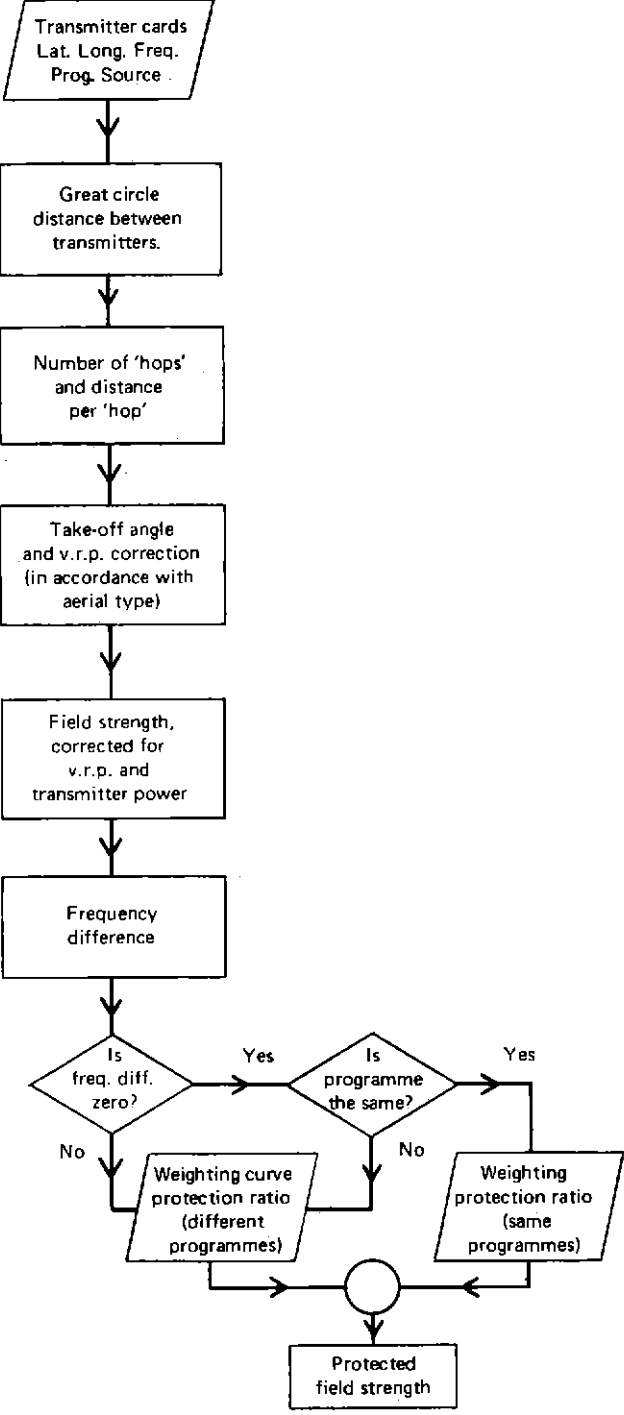 Transmitter cards
Lat. Long. Freq.
Prog. Source
Great circle
distance between
transmitters.
Number of 'hops'
and distance
per 'hop'
Take-off angle
and v.r.p. correction
(in accordance with
aerial type)
Field strength,
corrected for
v.r.p. and
transmitter power
Frequency
difference
Is
freq. diff.
zero?
Yes
Is
programme
the same?
Yes
No
No
Weighting curve
protection ratio
(different
programmes)
Weighting
protection ratio
(same
programmes)
Protected
field strength